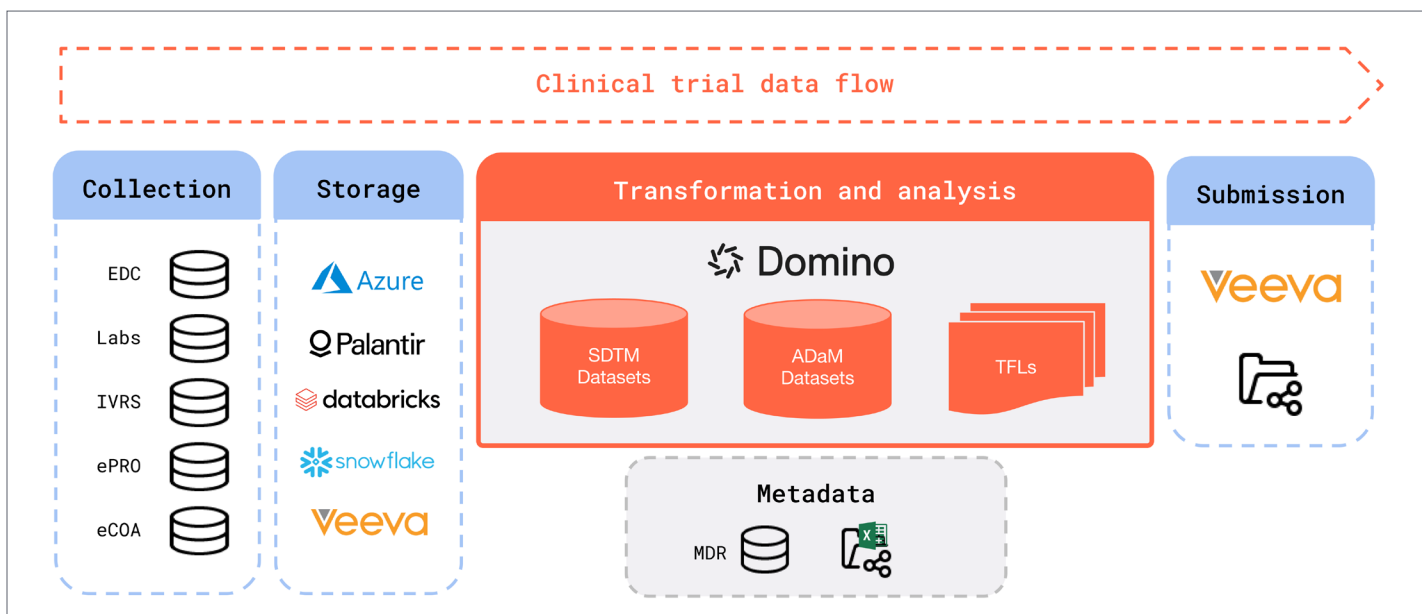 Clinical trial data flow
Collection
EDC
Labs
IVRS
ePRO
eCOA
Storage
Azure
Palantir
databricks
snowflake
Veeva
Transformation and analysis
Domino
SDTM
Datasets
ADaM
Datasets
TFLs
Metadata
MDR
X
Submission
Veeva